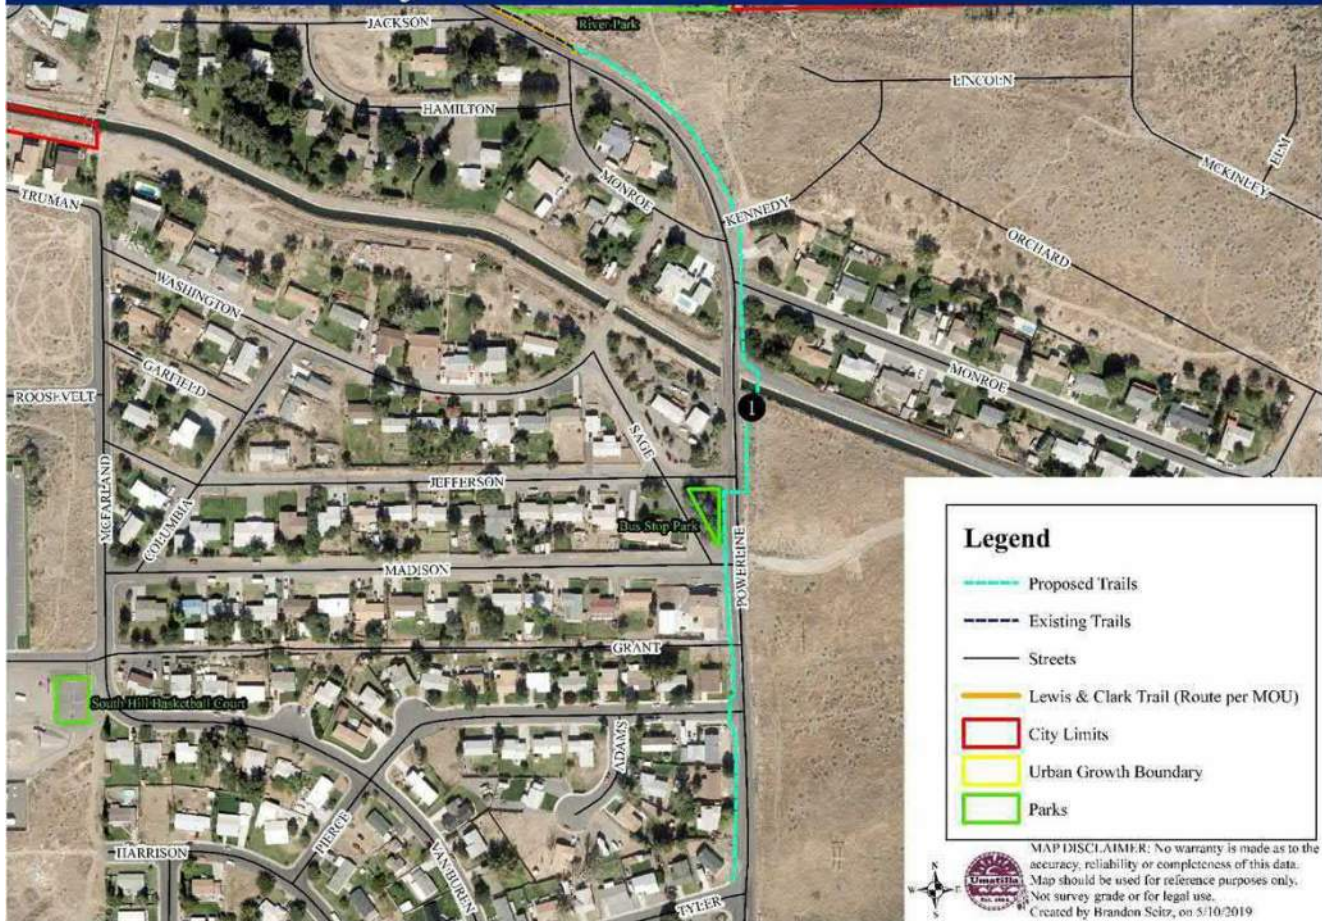 River Park
JACKSON
LINCOLN
HAMILTON
ELM
MCKINLEY
MONROE
TRUMAN
KENNEDY
ORCHARD
WASHINGTON
GARFIELD
MONROE
ROOSEVELT
1
SAGE
JEFFERSON
MCFARLAND
COLUMBIA
Bus Stop Park
MADISON
POWERLINE
GRANT
South Hill Basketball Court
ADAMS
PIERCE
VAN BUREN
HARRISON
TYLER
Legend
Proposed Trails
Existing Trails
Streets
Lewis & Clark Trail (Route per MOU)
City Limits
Urban Growth Boundary
Parks
MAP DISCLAIMER: No warranty is made as to the
accuracy, reliability or completeness of this data.
Map should be used for reference purposes only.
Not survey grade or for legal use.
Created by Brandon Seitz, on 5/10/2019
N
W
E
S
Umatilla